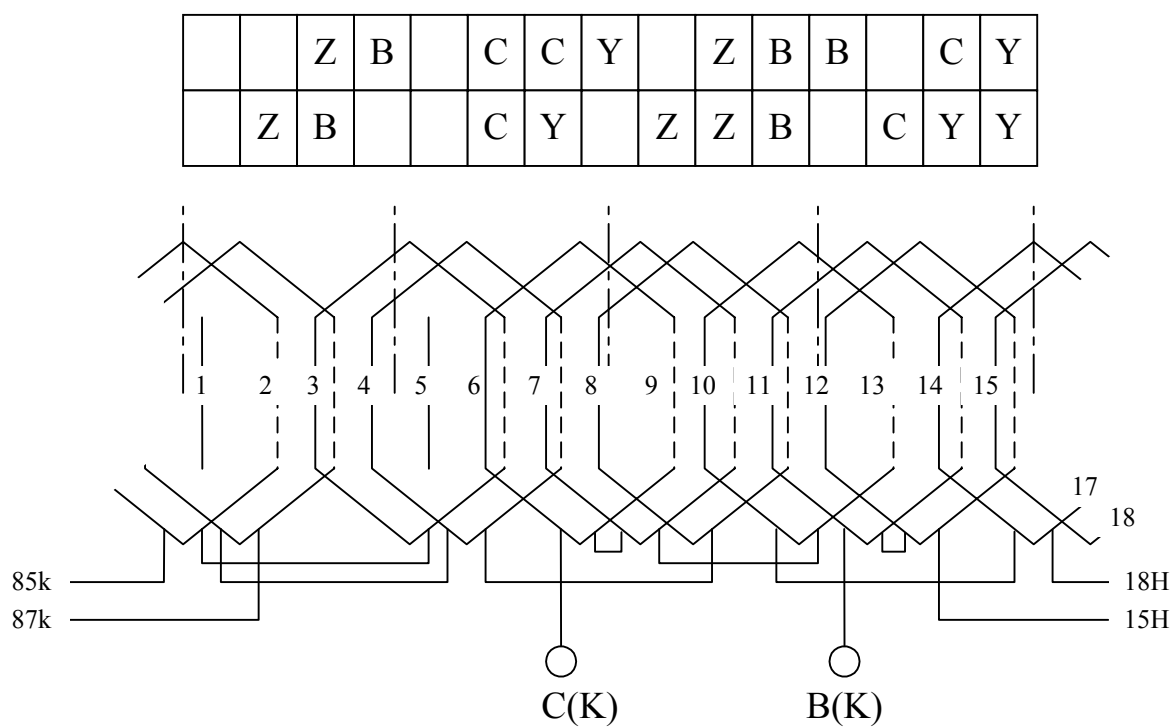 Z B C C Y Z B B C Y
Z B C Y Z Z B C Y Y
1 2 3 4 5 6 7 8 9 10 11 12 13 14 15
17
18
85k 18H
87k 15H
C(K) B(K)